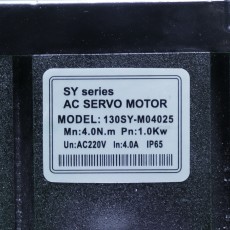 SY series
AC SERVO MOTOR
MODEL: 130SY-M04025
Mn:4.0N.m Pn:1.0Kw
Un:AC220V In:4.0A IP65